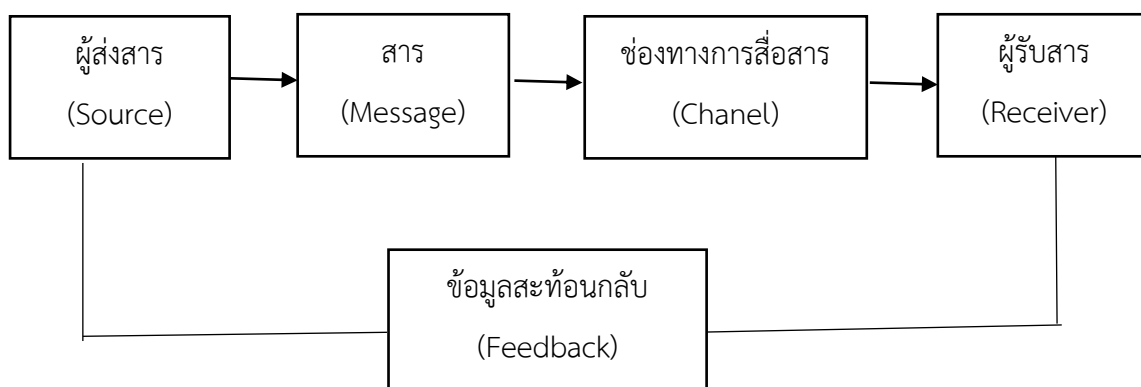 ผู้ส่งสาร
(Source)
สาร
(Message)
ช่องทางการสื่อสาร
(Chanel)
ผู้รับสาร
(Receiver)
ข้อมูลสะท้อนกลับ
(Feedback)